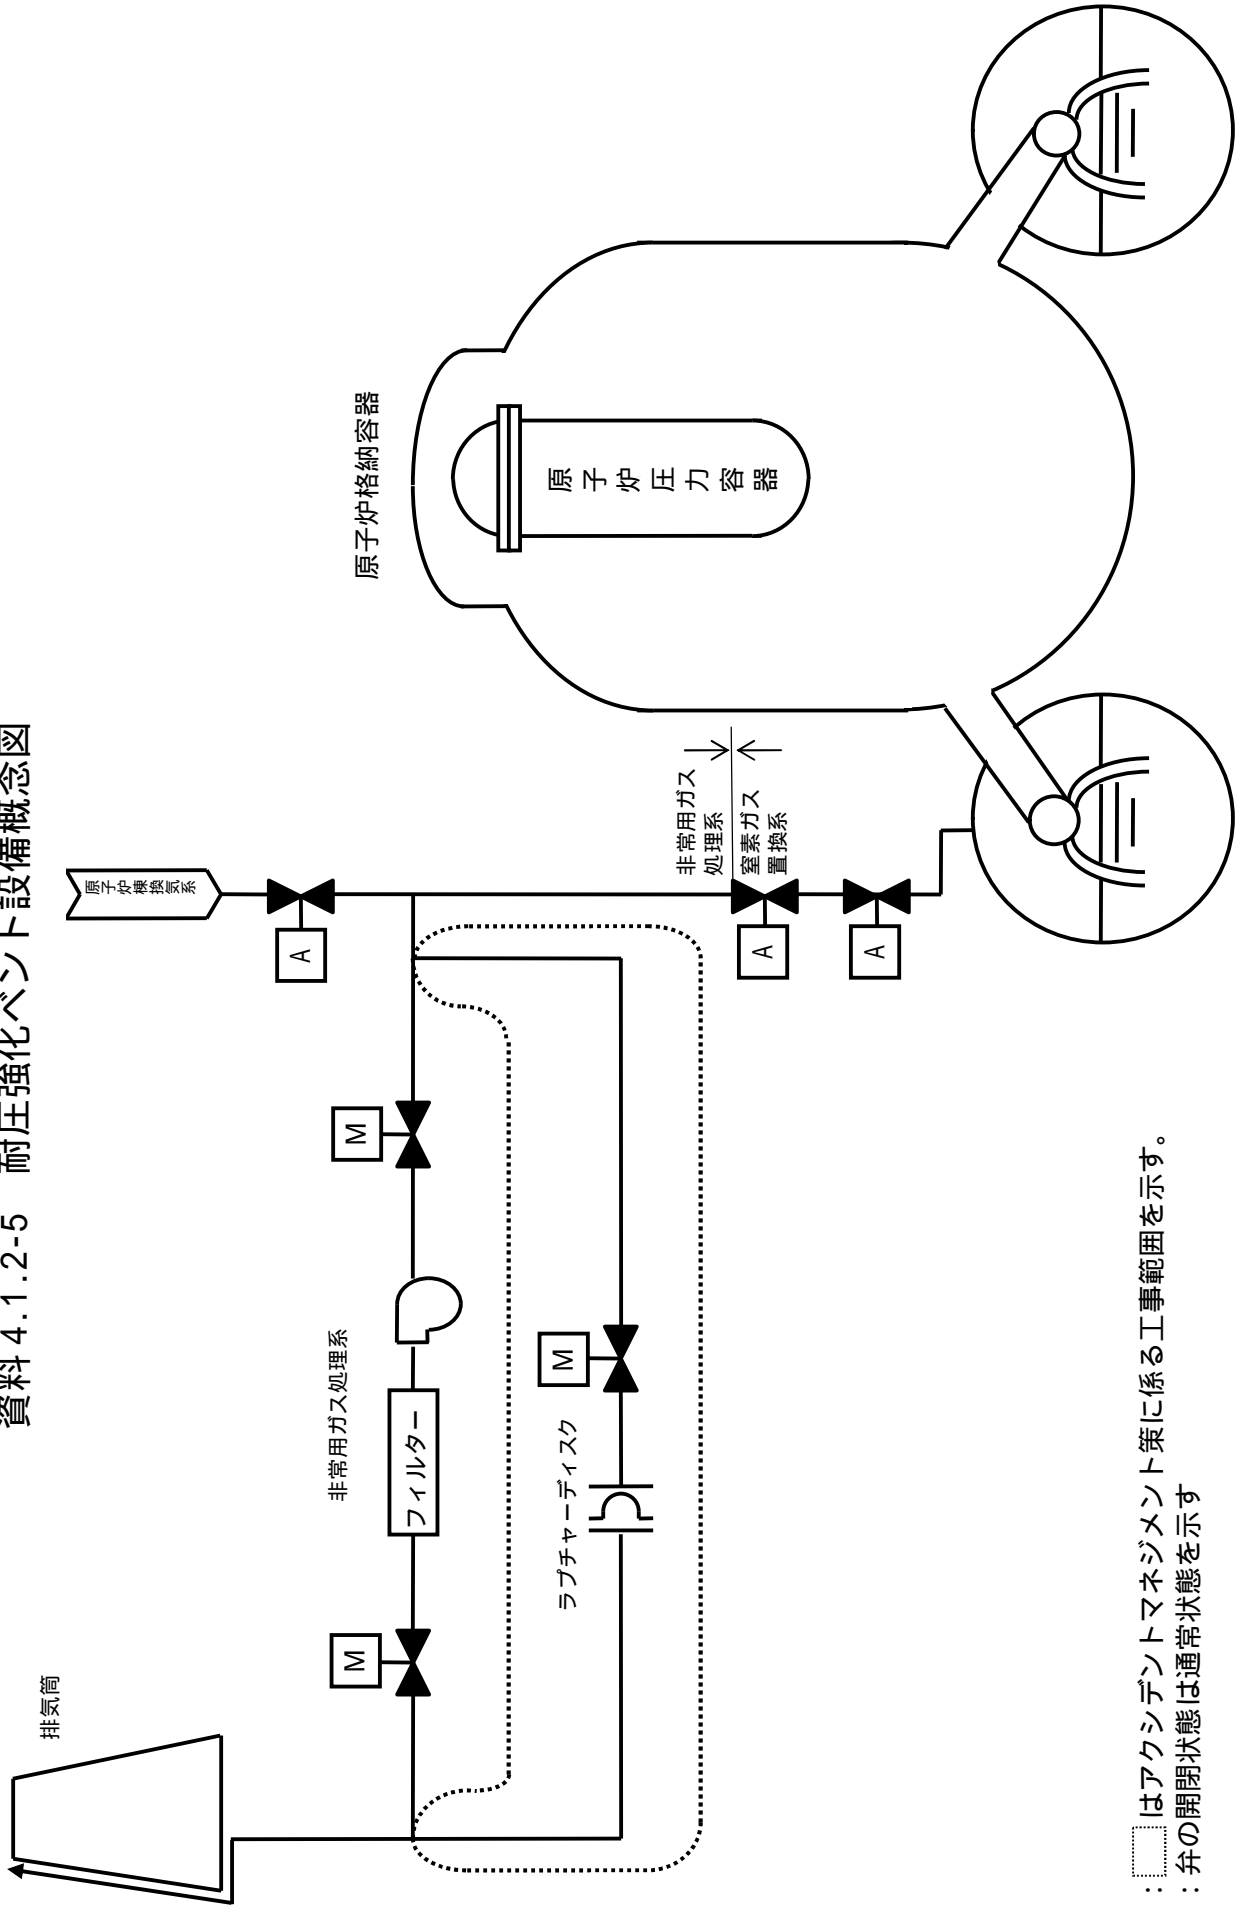 資料4.1.2-5　耐圧強化ベント設備概念図
排気筒
原子炉棟換気系
A
M
M
非常用ガス処理系
フィルター
M
ラプチャーディスク
非常用ガス
処理系
窒素ガス
置換系
A
A
原子炉格納容器
原子炉圧力容器
： はアクシデントマネジメント策に係る工事範囲を示す。
：弁の開閉状態は通常状態を示す